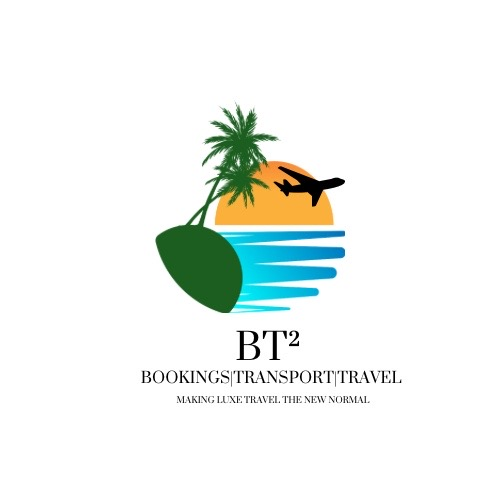 BT²
BOOKINGS|TRANSPORT|TRAVEL
MAKING LUXE TRAVEL THE NEW NORMAL